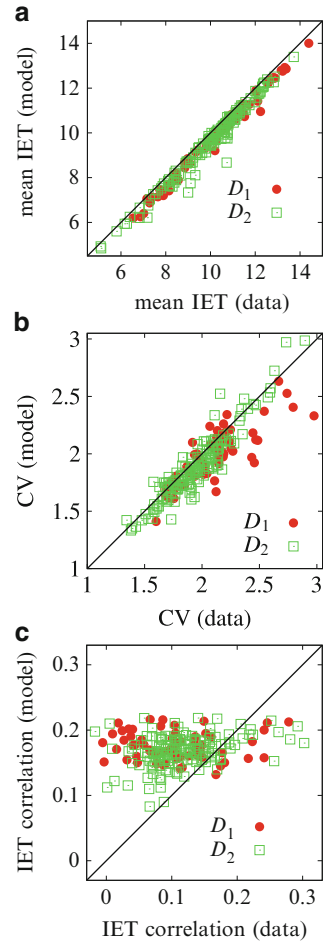 a
mean IET (model)
14
12
10
8
6
D1
D2
6 8 10 12 14
mean IET (data)
b
CV (model)
3
2.5
2
1.5
1
D1
D2
1 1.5 2 2.5 3
CV (data)
c
IET correlation (model)
0.3
0.2
0.1
0
D1
D2
0 0.1 0.2 0.3
IET correlation (data)